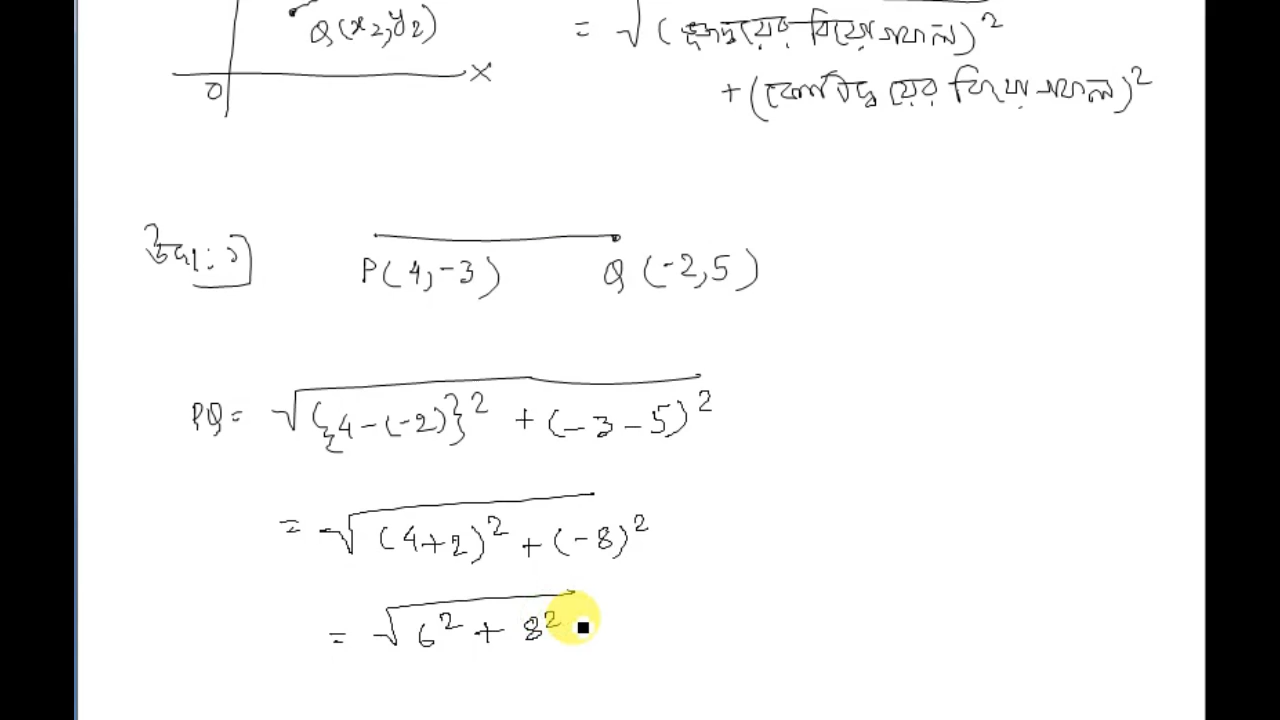 Q(x₂,y₂)
= √(ভুজদ্বয়ের বিয়োগফল)²
+ (কোটিদ্বয়ের বিয়োগফল)²
X
0
উদা: ১
P(4,-3) Q(-2,5)
PQ = √{4-(-2)}² + (-3-5)²
= √(4+2)² + (-8)²
= √6² + 8²